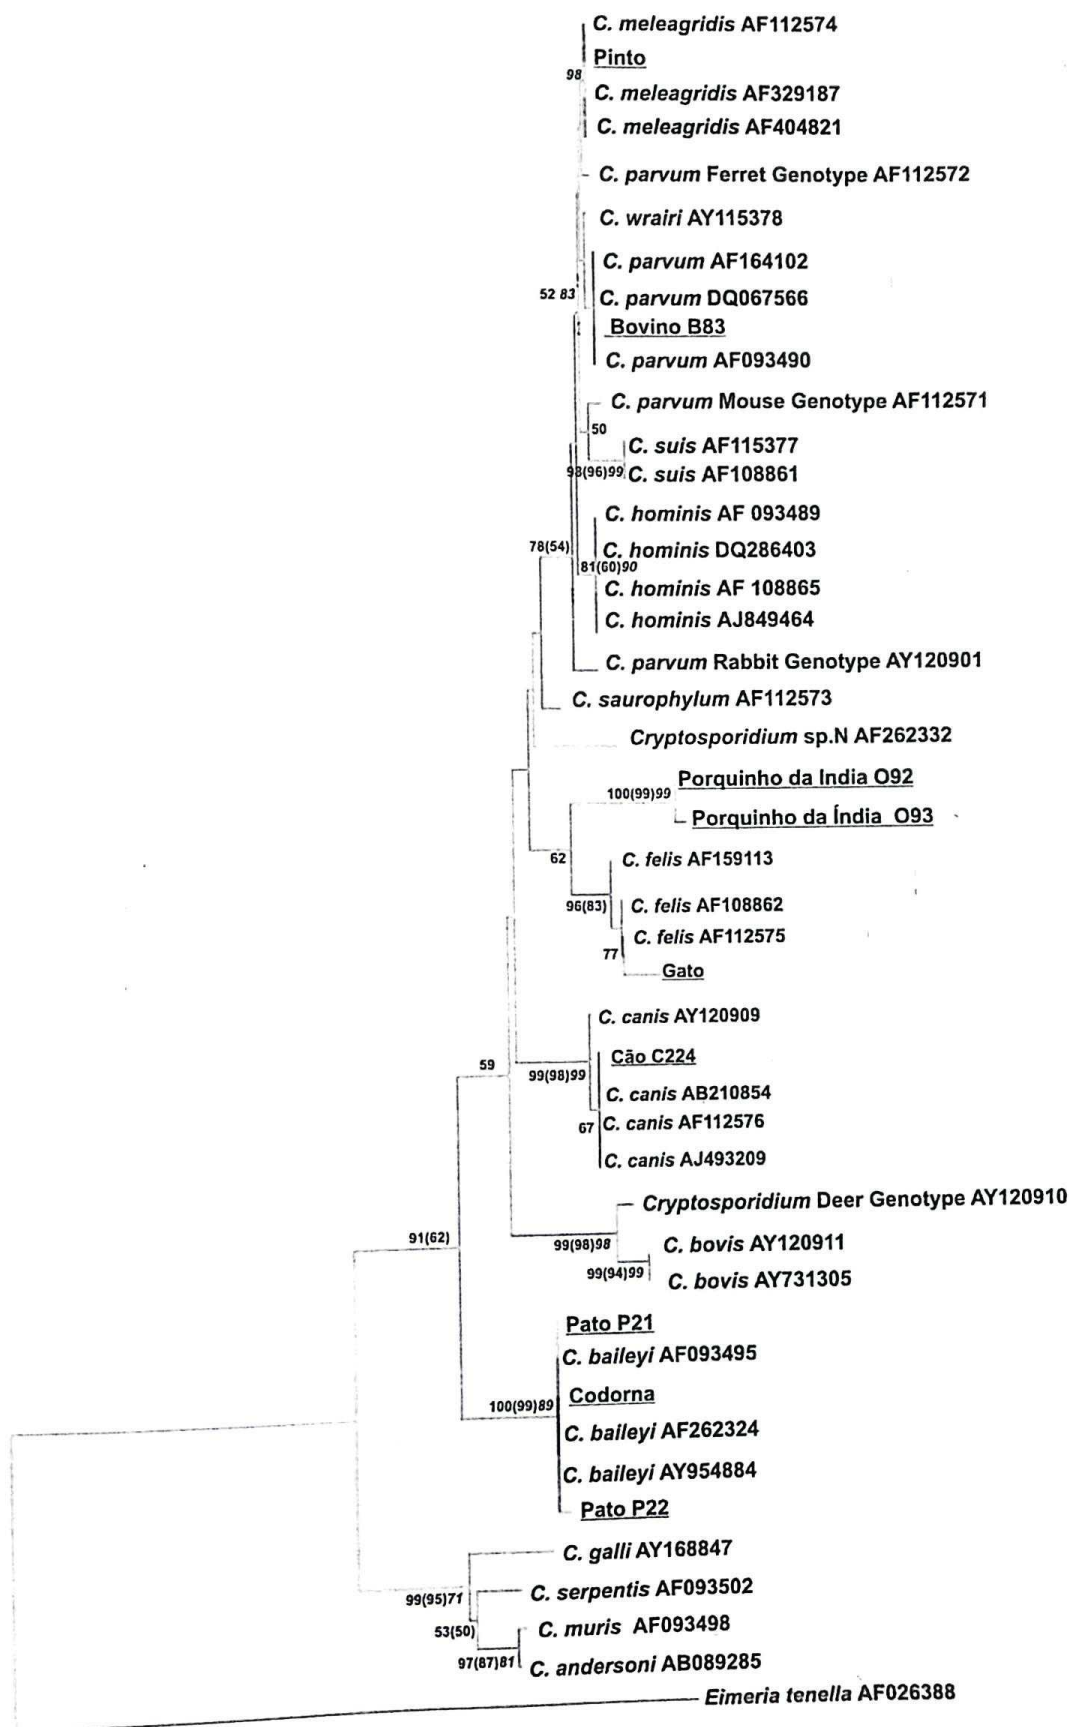 C. meleagridis AF112574
Pinto
98
C. meleagridis AF329187
C. meleagridis AF404821
C. parvum Ferret Genotype AF112572
C. wrairi AY115378
C. parvum AF164102
52 83
C. parvum DQ067566
Bovino B83
C. parvum AF093490
C. parvum Mouse Genotype AF112571
50
C. suis AF115377
98(96)99
C. suis AF108861
C. hominis AF 093489
78(54)
C. hominis DQ286403
81(60)90
C. hominis AF 108865
C. hominis AJ849464
C. parvum Rabbit Genotype AY120901
C. saurophylum AF112573
Cryptosporidium sp.N AF262332
Porquinho da India O92
100(99)99
Porquinho da Índia O93
62
C. felis AF159113
96(83)
C. felis AF108862
C. felis AF112575
77
Gato
C. canis AY120909
Cão C224
59
99(98)99
C. canis AB210854
67
C. canis AF112576
C. canis AJ493209
Cryptosporidium Deer Genotype AY120910
91(62)
99(98)98
C. bovis AY120911
99(94)99
C. bovis AY731305
Pato P21
C. baileyi AF093495
Codorna
100(99)89
C. baileyi AF262324
C. baileyi AY954884
Pato P22
C. galli AY168847
99(95)71
C. serpentis AF093502
53(50)
C. muris AF093498
97(87)81
C. andersoni AB089285
Eimeria tenella AF026388